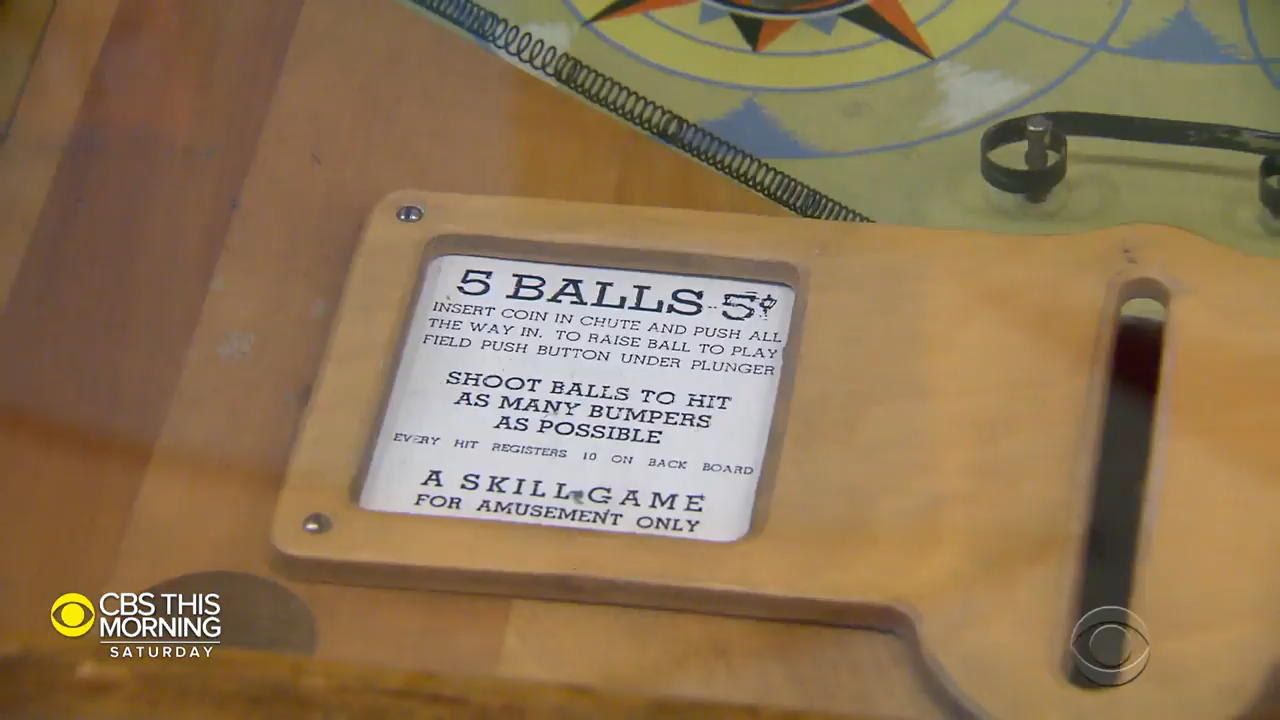 5 BALLS 5¢
INSERT COIN IN CHUTE AND PUSH ALL
THE WAY IN. TO RAISE BALL TO PLAY
FIELD PUSH BUTTON UNDER PLUNGER
SHOOT BALLS TO HIT
AS MANY BUMPERS
AS POSSIBLE
EVERY HIT REGISTERS 10 ON BACK BOARD
A SKILL GAME
FOR AMUSEMENT ONLY
CBS THIS
MORNING
SATURDAY